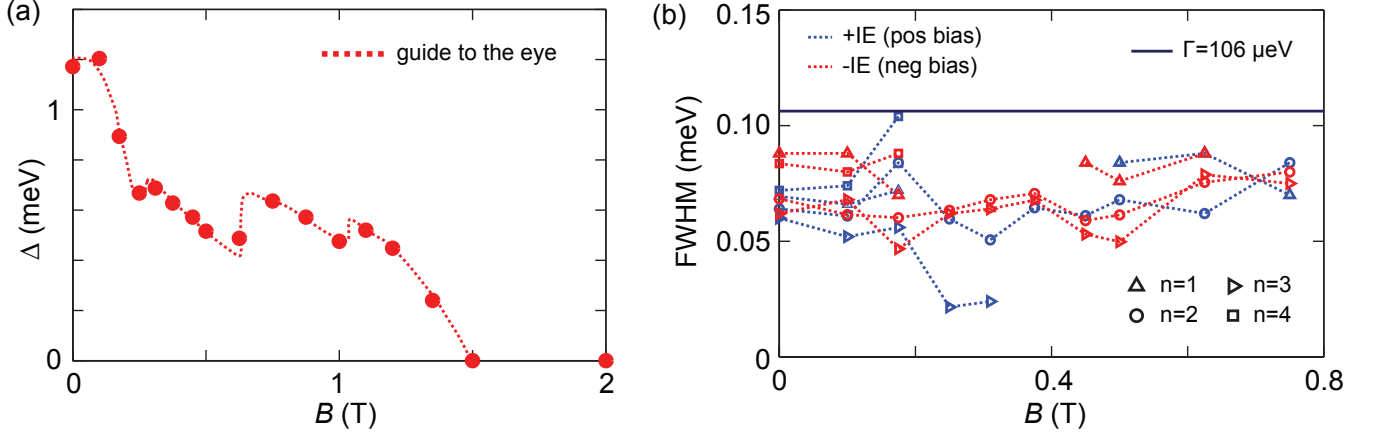 (a)
guide to the eye
Δ (meV)
1
0
0
1
2
B (T)
(b)
0.15
0.10
0.05
0
FWHM (meV)
+IE (pos bias)
-IE (neg bias)
Γ=106 µeV
n=1
n=3
n=2
n=4
0
0.4
0.8
B (T)